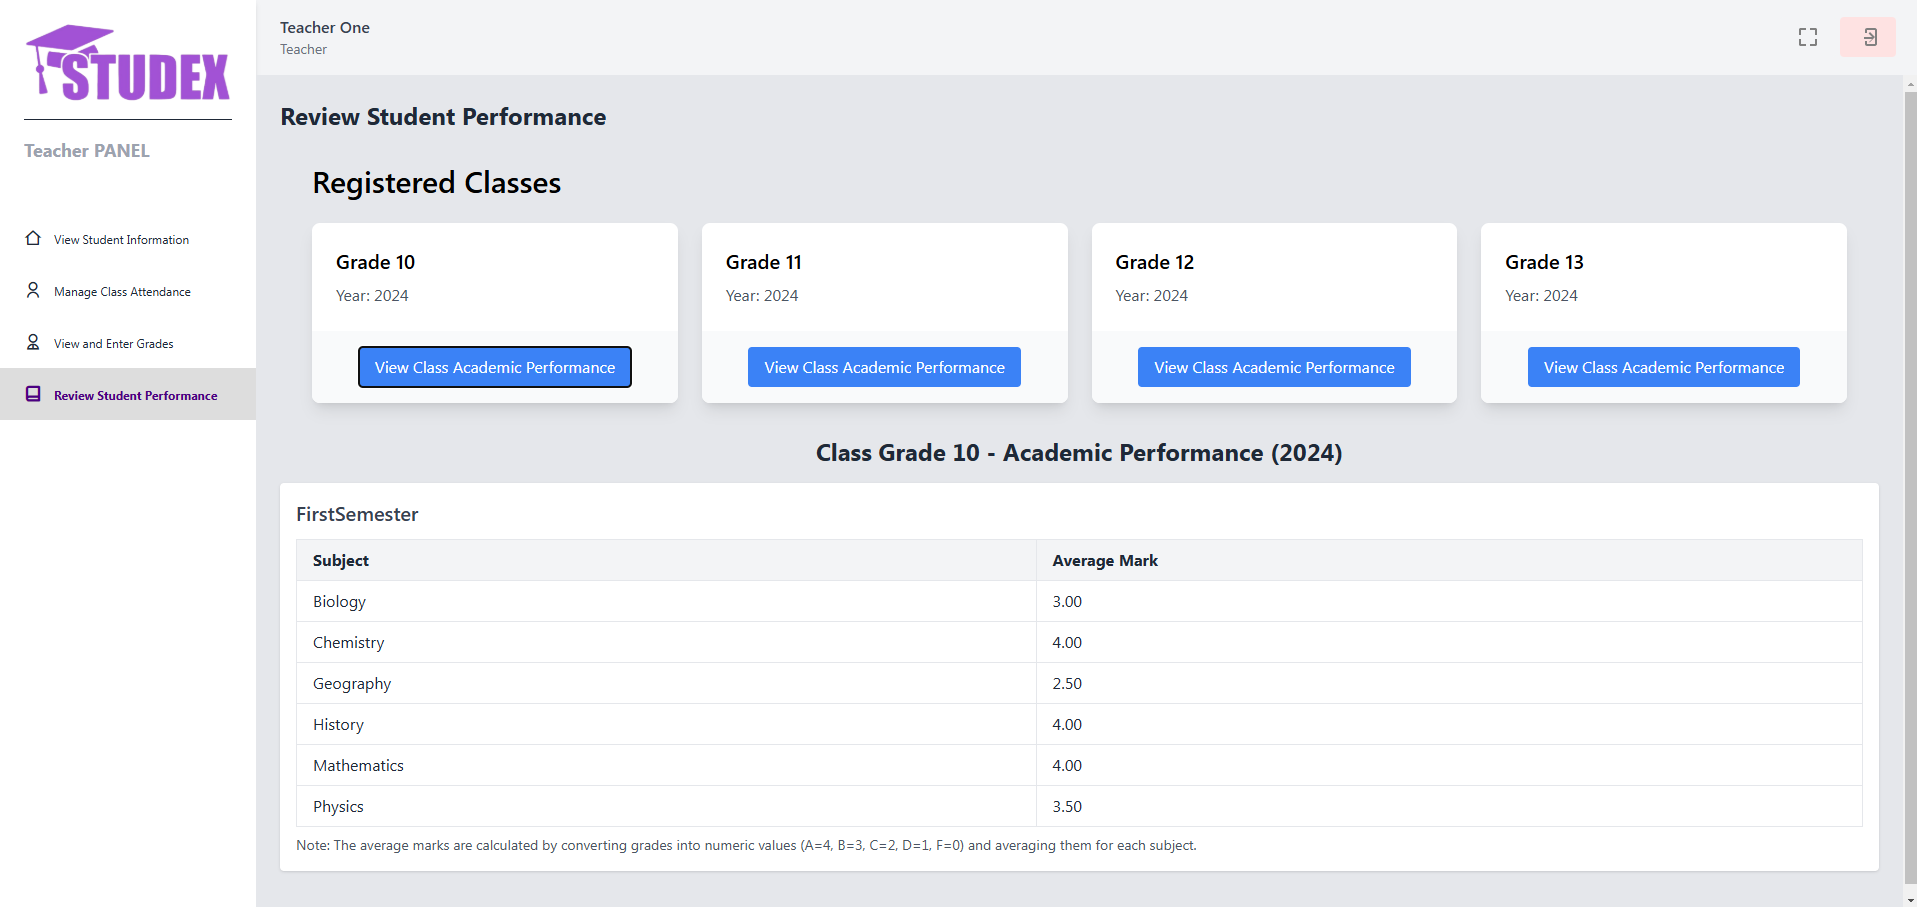 STUDEX
Teacher PANEL
View Student Information
Manage Class Attendance
View and Enter Grades
Review Student Performance
Teacher One
Teacher
Review Student Performance
Registered Classes
Grade 10
Year: 2024
View Class Academic Performance
Grade 11
Year: 2024
View Class Academic Performance
Grade 12
Year: 2024
View Class Academic Performance
Grade 13
Year: 2024
View Class Academic Performance
Class Grade 10 - Academic Performance (2024)
FirstSemester
Subject Average Mark
Biology 3.00
Chemistry 4.00
Geography 2.50
History 4.00
Mathematics 4.00
Physics 3.50
Note: The average marks are calculated by converting grades into numeric values (A=4, B=3, C=2, D=1, F=0) and averaging them for each subject.